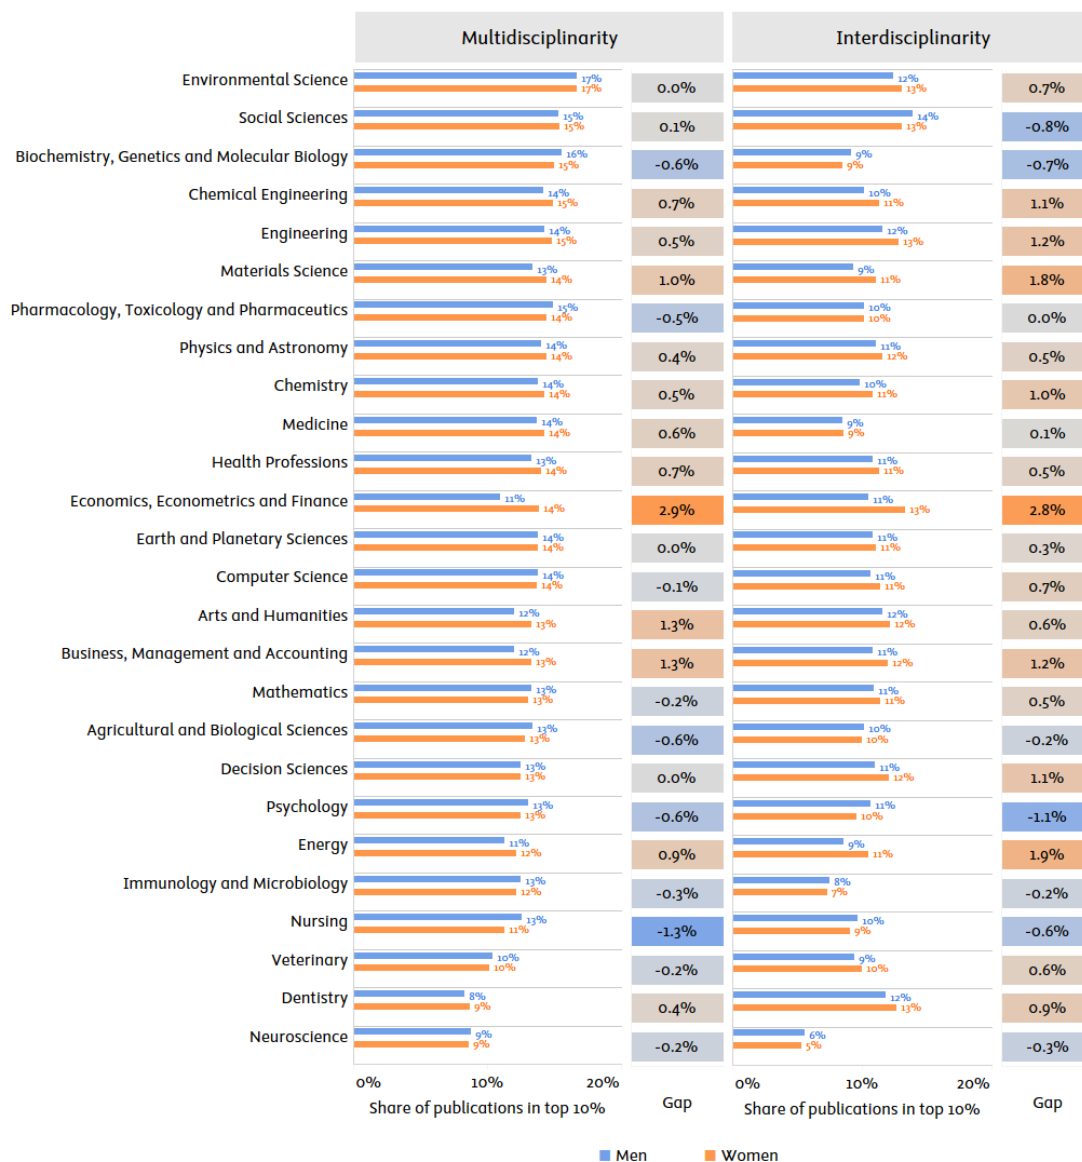 Multidisciplinarity Interdisciplinarity
Environmental Science 17% 17% 0.0% 12% 13% 0.7%
Social Sciences 15% 15% 0.1% 14% 13% -0.8%
Biochemistry, Genetics and Molecular Biology 16% 15% -0.6% 9% 9% -0.7%
Chemical Engineering 14% 15% 0.7% 10% 11% 1.1%
Engineering 14% 15% 0.5% 12% 13% 1.2%
Materials Science 13% 14% 1.0% 9% 11% 1.8%
Pharmacology, Toxicology and Pharmaceutics 15% 14% -0.5% 10% 10% 0.0%
Physics and Astronomy 14% 14% 0.4% 11% 12% 0.5%
Chemistry 14% 14% 0.5% 10% 11% 1.0%
Medicine 14% 14% 0.6% 9% 9% 0.1%
Health Professions 13% 14% 0.7% 11% 11% 0.5%
Economics, Econometrics and Finance 11% 14% 2.9% 11% 13% 2.8%
Earth and Planetary Sciences 14% 14% 0.0% 11% 11% 0.3%
Computer Science 14% 14% -0.1% 11% 11% 0.7%
Arts and Humanities 12% 13% 1.3% 12% 12% 0.6%
Business, Management and Accounting 12% 13% 1.3% 11% 12% 1.2%
Mathematics 13% 13% -0.2% 11% 11% 0.5%
Agricultural and Biological Sciences 13% 13% -0.6% 10% 10% -0.2%
Decision Sciences 13% 13% 0.0% 11% 12% 1.1%
Psychology 13% 13% -0.6% 11% 10% -1.1%
Energy 11% 12% 0.9% 9% 11% 1.9%
Immunology and Microbiology 13% 12% -0.3% 8% 7% -0.2%
Nursing 13% 11% -1.3% 10% 9% -0.6%
Veterinary 10% 10% -0.2% 9% 10% 0.6%
Dentistry 8% 9% 0.4% 12% 13% 0.9%
Neuroscience 9% 9% -0.2% 6% 5% -0.3%
0% 10% 20% 0% 10% 20%
Share of publications in top 10% Gap Share of publications in top 10% Gap
Men Women